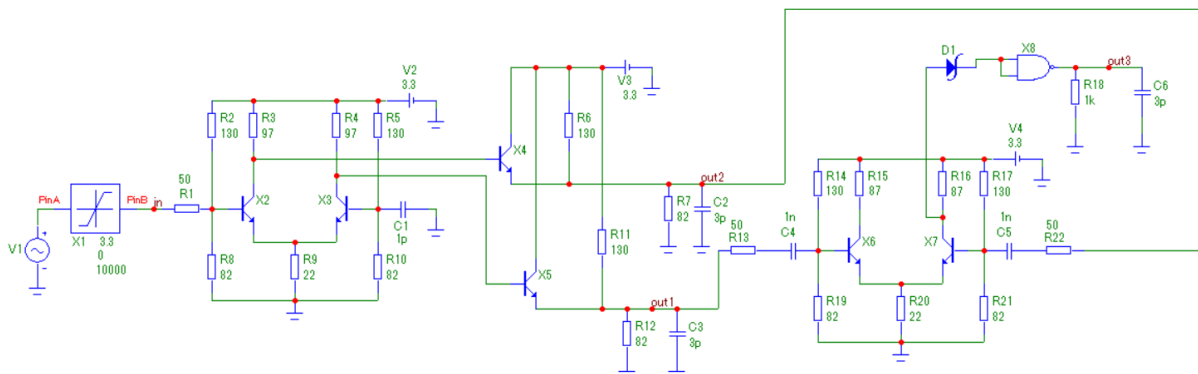 PinA
V1
X1
3.3
0
10000
PinB
in
50
R1
R2
130
R3
97
R4
97
R5
130
V2
3.3
X2
X3
C1
1p
R8
82
R9
22
R10
82
X4
X5
V3
3.3
R6
130
R11
130
out2
R7
82
C2
3p
out1
R12
82
C3
3p
50
R13
1n
C4
R14
130
R15
87
R16
87
R17
130
V4
3.3
X6
X7
1n
C5
50
R22
R19
82
R20
22
R21
82
D1
X8
out3
R18
1k
C6
3p